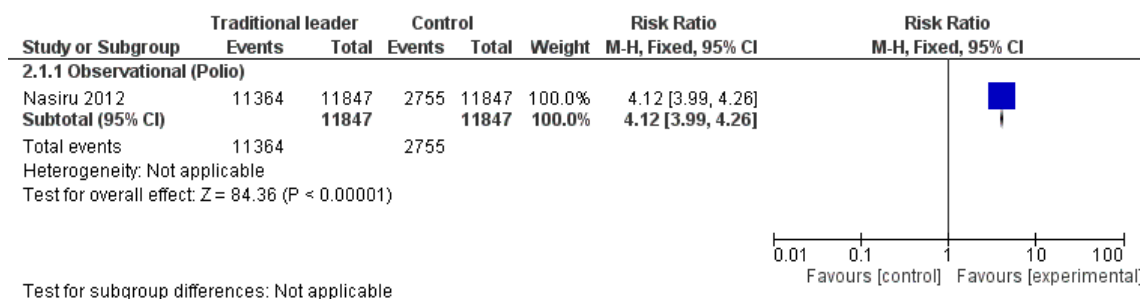 Traditional leader Control Risk Ratio Risk Ratio
Study or Subgroup Events Total Events Total Weight M-H, Fixed, 95% CI M-H, Fixed, 95% CI
2.1.1 Observational (Polio)
Nasiru 2012 11364 11847 2755 11847 100.0% 4.12 [3.99, 4.26]
Subtotal (95% CI) 11847 11847 100.0% 4.12 [3.99, 4.26]
Total events 11364 2755
Heterogeneity: Not applicable
Test for overall effect: Z = 84.36 (P < 0.00001)
0.01 0.1 1 10 100
Favours [control] Favours [experimental]
Test for subgroup differences: Not applicable